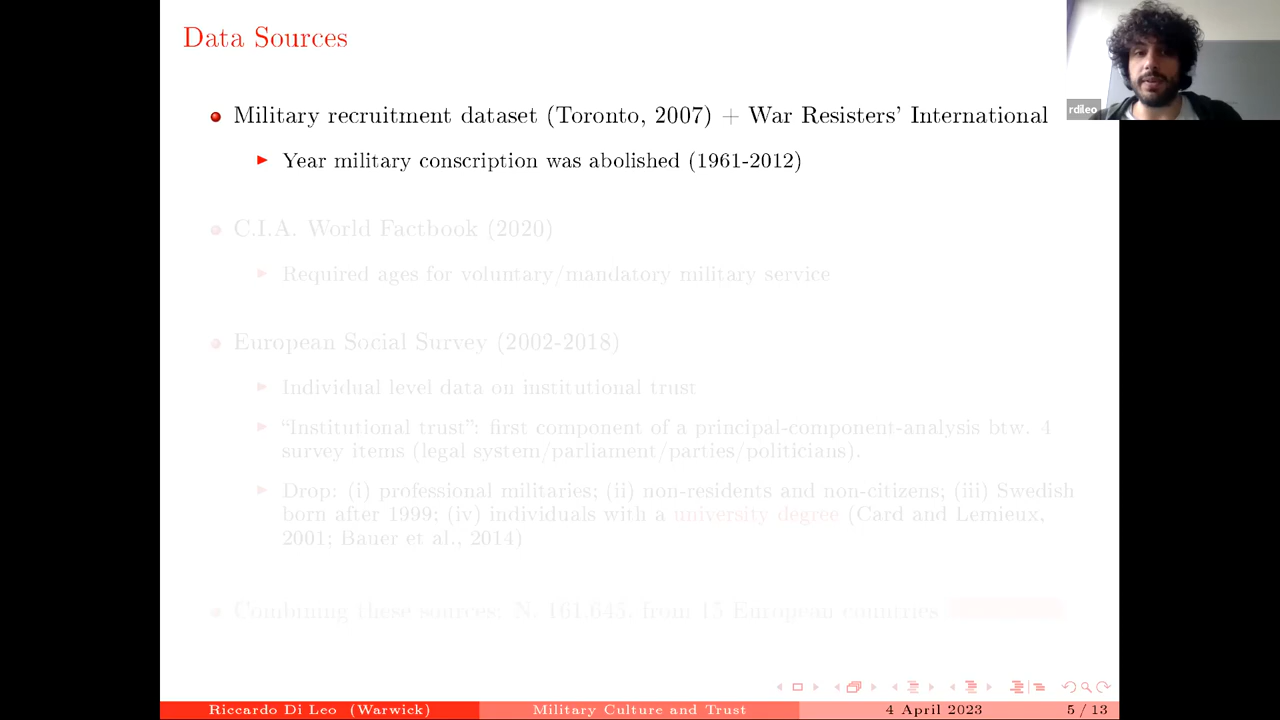 Data Sources
rdileo
Military recruitment dataset (Toronto, 2007) + War Resisters' International
Year military conscription was abolished (1961-2012)
C.I.A. World Factbook (2020)
Required ages for voluntary/mandatory military service
European Social Survey (2002-2018)
Individual level data on institutional trust
“Institutional trust”: first component of a principal-component-analysis btw. 4
survey items (legal system/parliament/parties/politicians).
Drop: (i) professional militaries; (ii) non-residents and non-citizens; (iii) Swedish
born after 1999; (iv) individuals with a university degree (Card and Lemieux,
2001; Bauer et al., 2014)
Combining these sources: N. 161,645, from 15 European countries
Riccardo Di Leo (Warwick)
Military Culture and Trust
4 April 2023
5 / 13